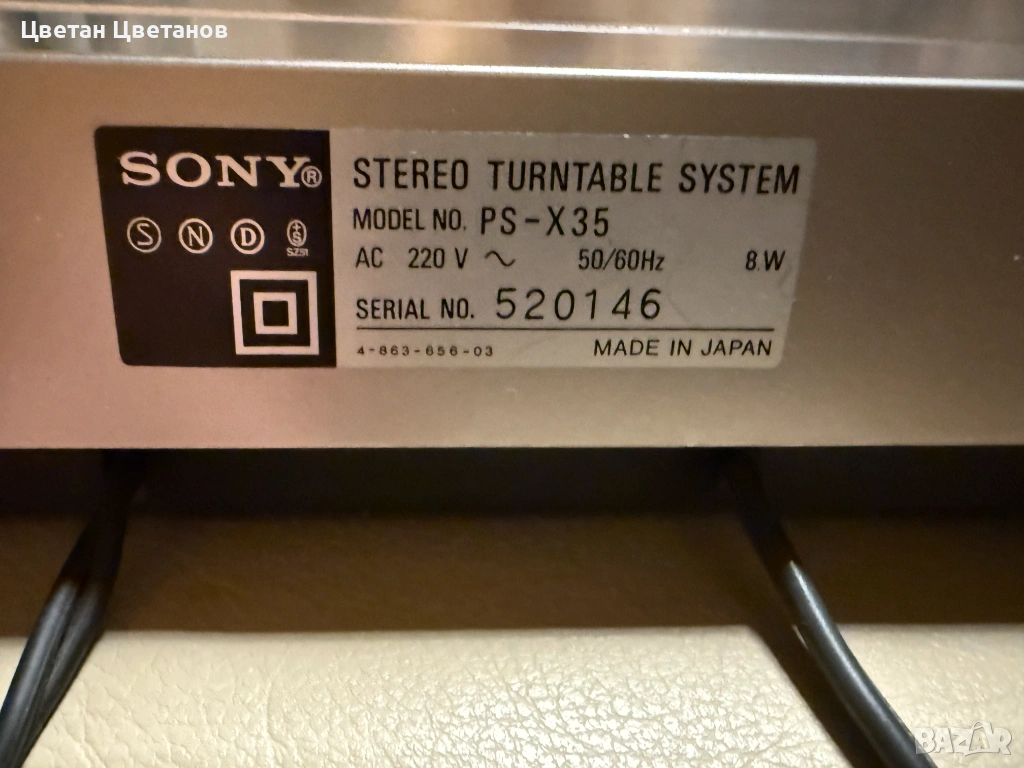 Цветан Цветанов
SONY®
S N D +S SZ51
STEREO TURNTABLE SYSTEM
MODEL NO. PS-X35
AC 220 V ~ 50/60Hz 8 W
SERIAL NO. 520146
4-863-656-03 MADE IN JAPAN
BAZAR